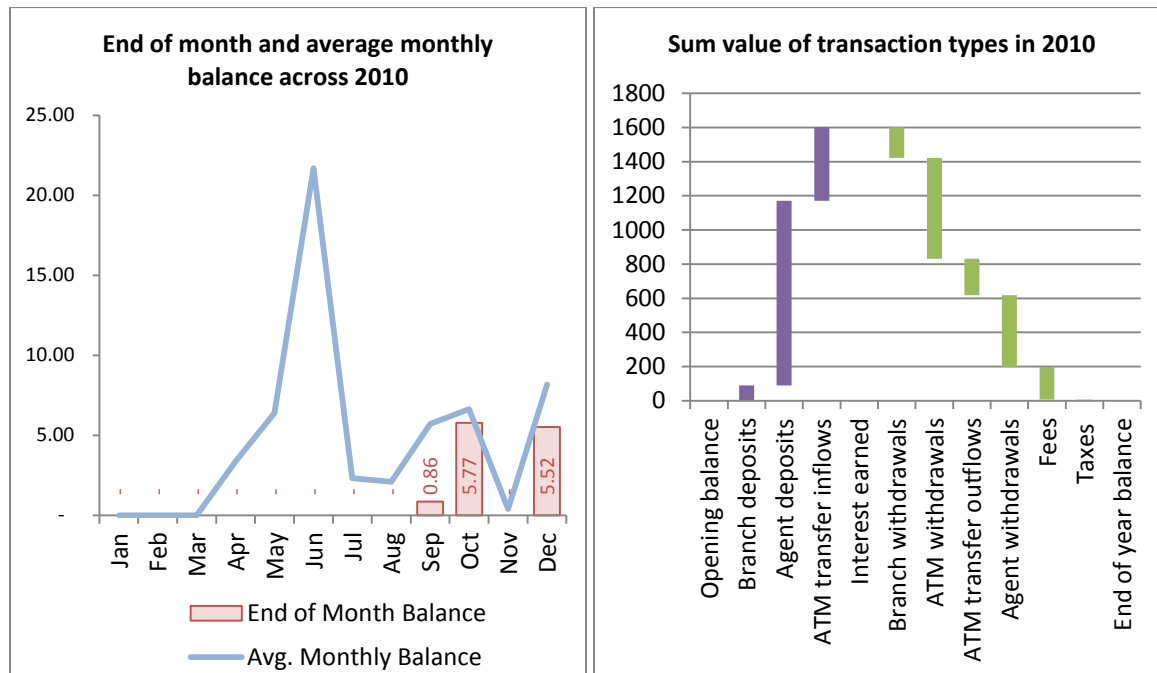 End of month and average monthly
balance across 2010
25.00
20.00
15.00
10.00
5.00
-
- - - - - - - - 0.86 5.77 - 5.52
Jan Feb Mar Apr May Jun Jul Aug Sep Oct Nov Dec
End of Month Balance
Avg. Monthly Balance
Sum value of transaction types in 2010
1800
1600
1400
1200
1000
800
600
400
200
0
Opening balance
Branch deposits
Agent deposits
ATM transfer inflows
Interest earned
Branch withdrawals
ATM withdrawals
ATM transfer outflows
Agent withdrawals
Fees
Taxes
End of year balance